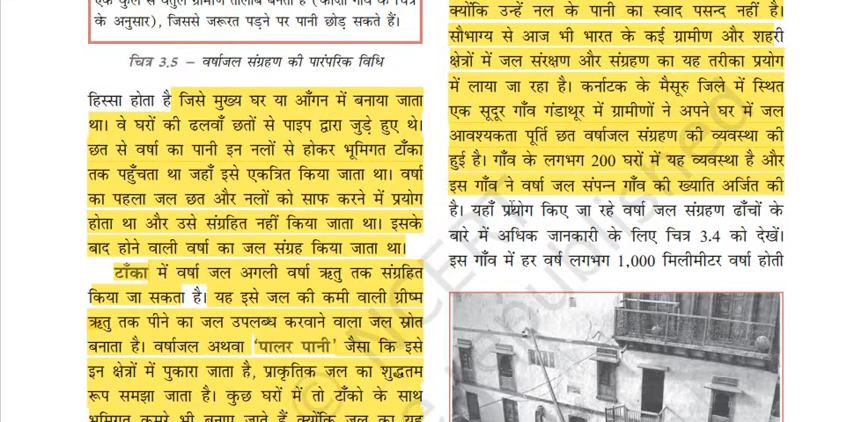 एक कुल से वर्तुल ग्रामीण तालाब बनता है (काज़ी गाँव के चित्र
के अनुसार), जिससे जरूरत पड़ने पर पानी छोड़ सकते हैं।
चित्र 3.5 – वर्षाजल संग्रहण की पारंपरिक विधि
हिस्सा होता है जिसे मुख्य घर या आँगन में बनाया जाता
था। वे घरों की ढलवाँ छतों से पाइप द्वारा जुड़े हुए थे।
छत से वर्षा का पानी इन नलों से होकर भूमिगत टाँका
तक पहुँचता था जहाँ इसे एकत्रित किया जाता था। वर्षा
का पहला जल छत और नलों को साफ करने में प्रयोग
होता था और उसे संग्रहित नहीं किया जाता था। इसके
बाद होने वाली वर्षा का जल संग्रह किया जाता था।
टाँका में वर्षा जल अगली वर्षा ऋतु तक संग्रहित
किया जा सकता है। यह इसे जल की कमी वाली ग्रीष्म
ऋतु तक पीने का जल उपलब्ध करवाने वाला जल स्रोत
बनाता है। वर्षाजल अथवा 'पालर पानी' जैसा कि इसे
इन क्षेत्रों में पुकारा जाता है, प्राकृतिक जल का शुद्धतम
रूप समझा जाता है। कुछ घरों में तो टाँको के साथ
भूमिगत कमरे भी बनाए जाते हैं क्योंकि जल का यह
क्योंकि उन्हें नल के पानी का स्वाद पसन्द नहीं है।
सौभाग्य से आज भी भारत के कई ग्रामीण और शहरी
क्षेत्रों में जल संरक्षण और संग्रहण का यह तरीका प्रयोग
में लाया जा रहा है। कर्नाटक के मैसूरु जिले में स्थित
एक सूदूर गाँव गंडाथूर में ग्रामीणों ने अपने घर में जल
आवश्यकता पूर्ति छत वर्षाजल संग्रहण की व्यवस्था की
हुई है। गाँव के लगभग 200 घरों में यह व्यवस्था है और
इस गाँव ने वर्षा जल संपन्न गाँव की ख्याति अर्जित की
है। यहाँ प्रयोग किए जा रहे वर्षा जल संग्रहण ढाँचों के
बारे में अधिक जानकारी के लिए चित्र 3.4 को देखें।
इस गाँव में हर वर्ष लगभग 1,000 मिलीमीटर वर्षा होती
© NCERT
republished